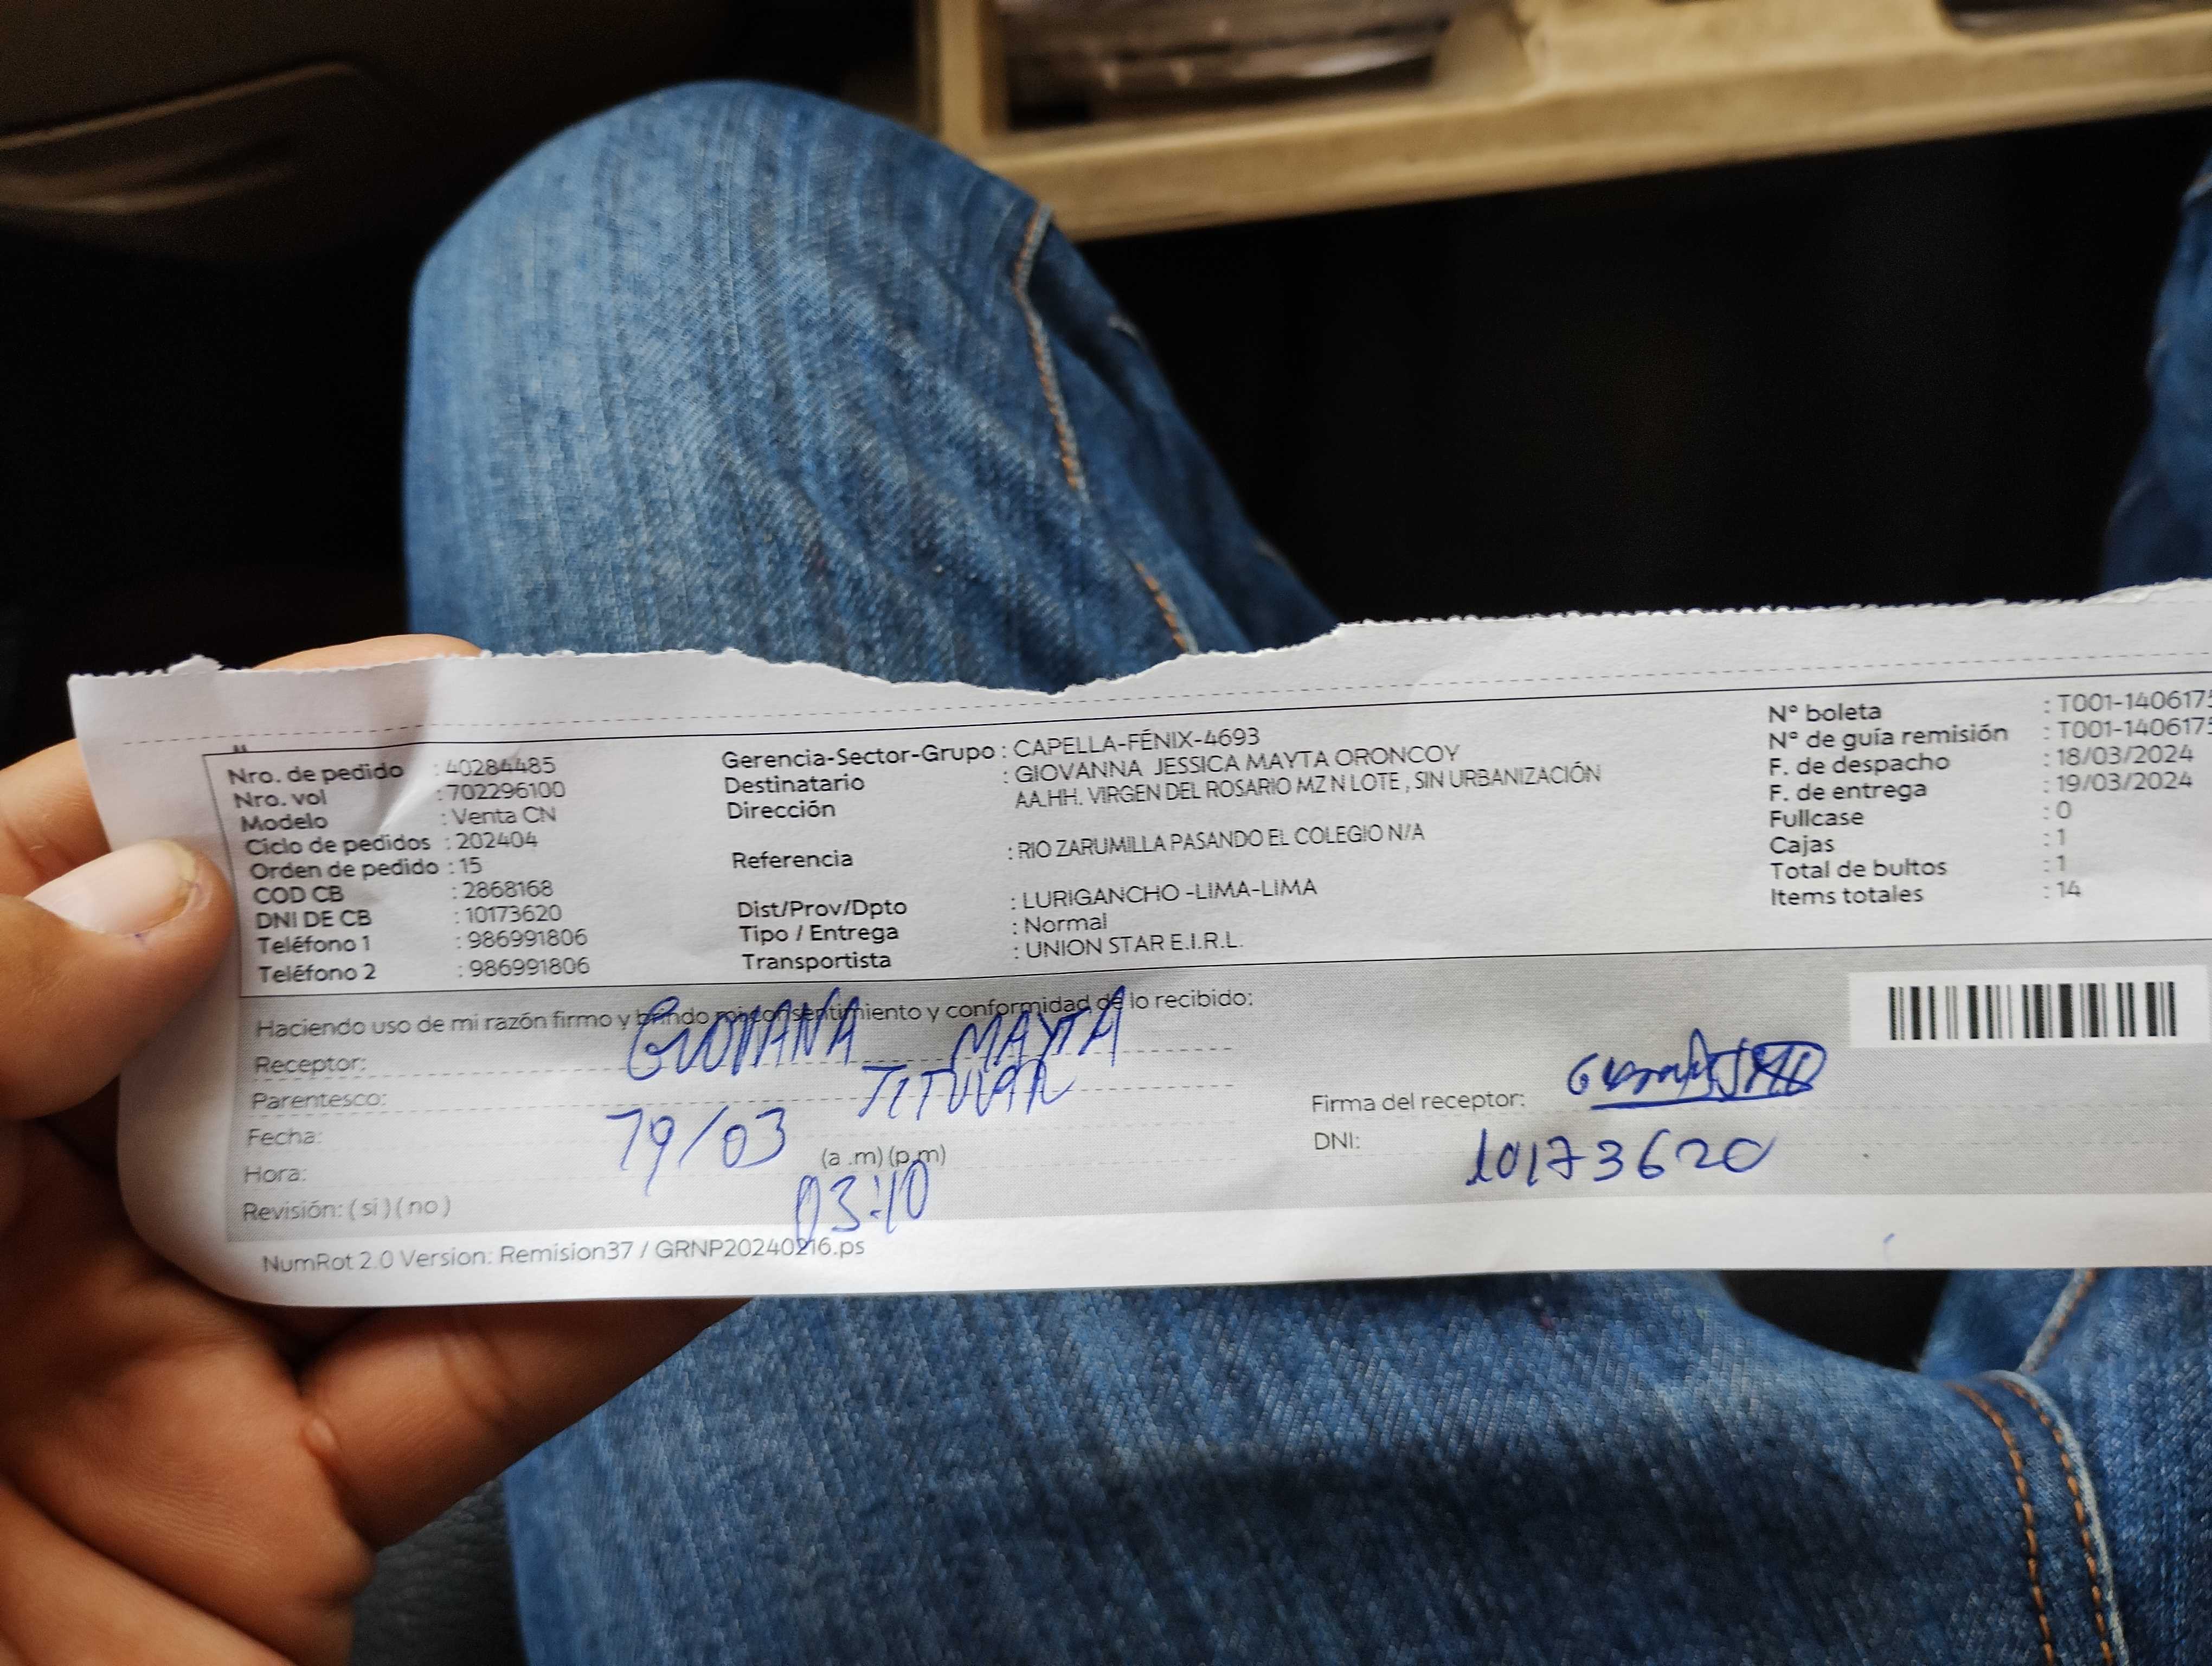 Nro. de pedido : 40284485
Nro. vol : 702296100
Modelo : Venta CN
Ciclo de pedidos : 202404
Orden de pedido : 15
COD CB : 2868168
DNI DE CB : 10173620
Teléfono 1 : 986991806
Teléfono 2 : 986991806
Gerencia-Sector-Grupo : CAPELLA-FÉNIX-4693
Destinatario : GIOVANNA JESSICA MAYTA ORONCOY
Dirección AA.HH. VIRGEN DEL ROSARIO MZ N LOTE , SIN URBANIZACIÓN
Referencia : RIO ZARUMILLA PASANDO EL COLEGIO N/A
Dist/Prov/Dpto : LURIGANCHO -LIMA-LIMA
Tipo / Entrega : Normal
Transportista : UNION STAR E.I.R.L.
N° boleta : T001-1406175
N° de guía remisión : T001-1406175
F. de despacho : 18/03/2024
F. de entrega : 19/03/2024
Fullcase : 0
Cajas : 1
Total de bultos : 1
Items totales : 14
Haciendo uso de mi razón firmo y brindo mi consentimiento y conformidad de lo recibido:
Receptor: GIOVANA MAYTA
Parentesco: TITULAR
Fecha: 19/03
Hora: (a .m) (p.m) 03:10
Revisión: ( si ) ( no )
Firma del receptor:
DNI: 10173620
NumRot 2.0 Version: Remision37 / GRNP20240216.ps